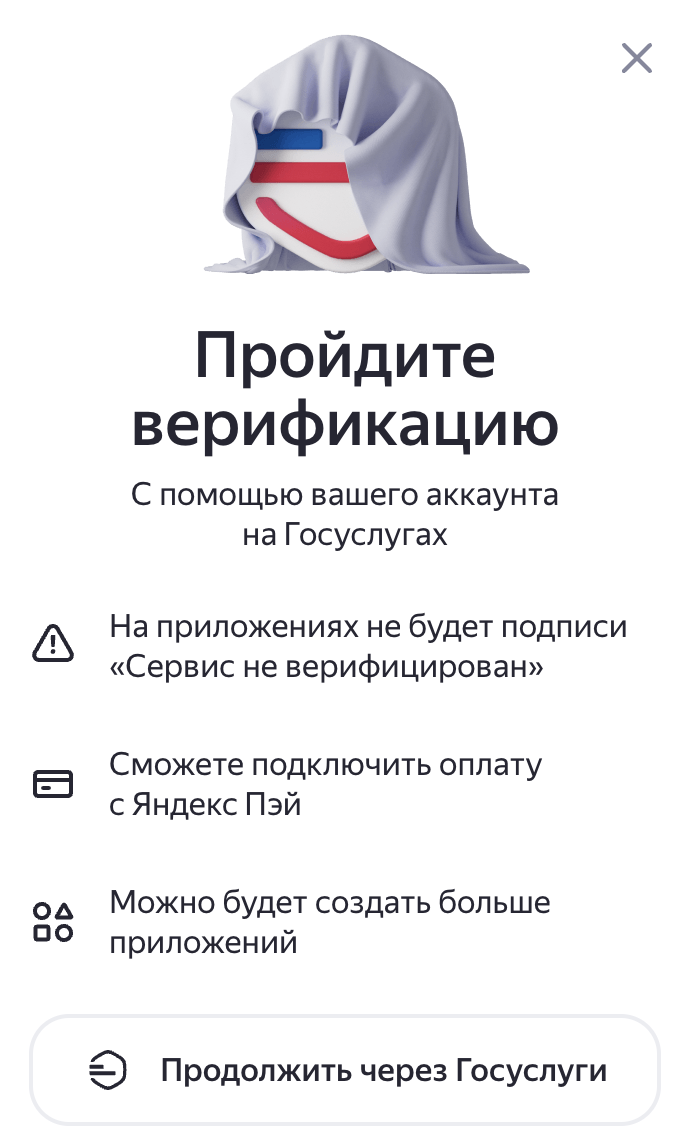 Пройдите
верификацию
С помощью вашего аккаунта
на Госуслугах
На приложениях не будет подписи
«Сервис не верифицирован»
Сможете подключить оплату
с Яндекс Пэй
Можно будет создать больше
приложений
Продолжить через Госуслуги